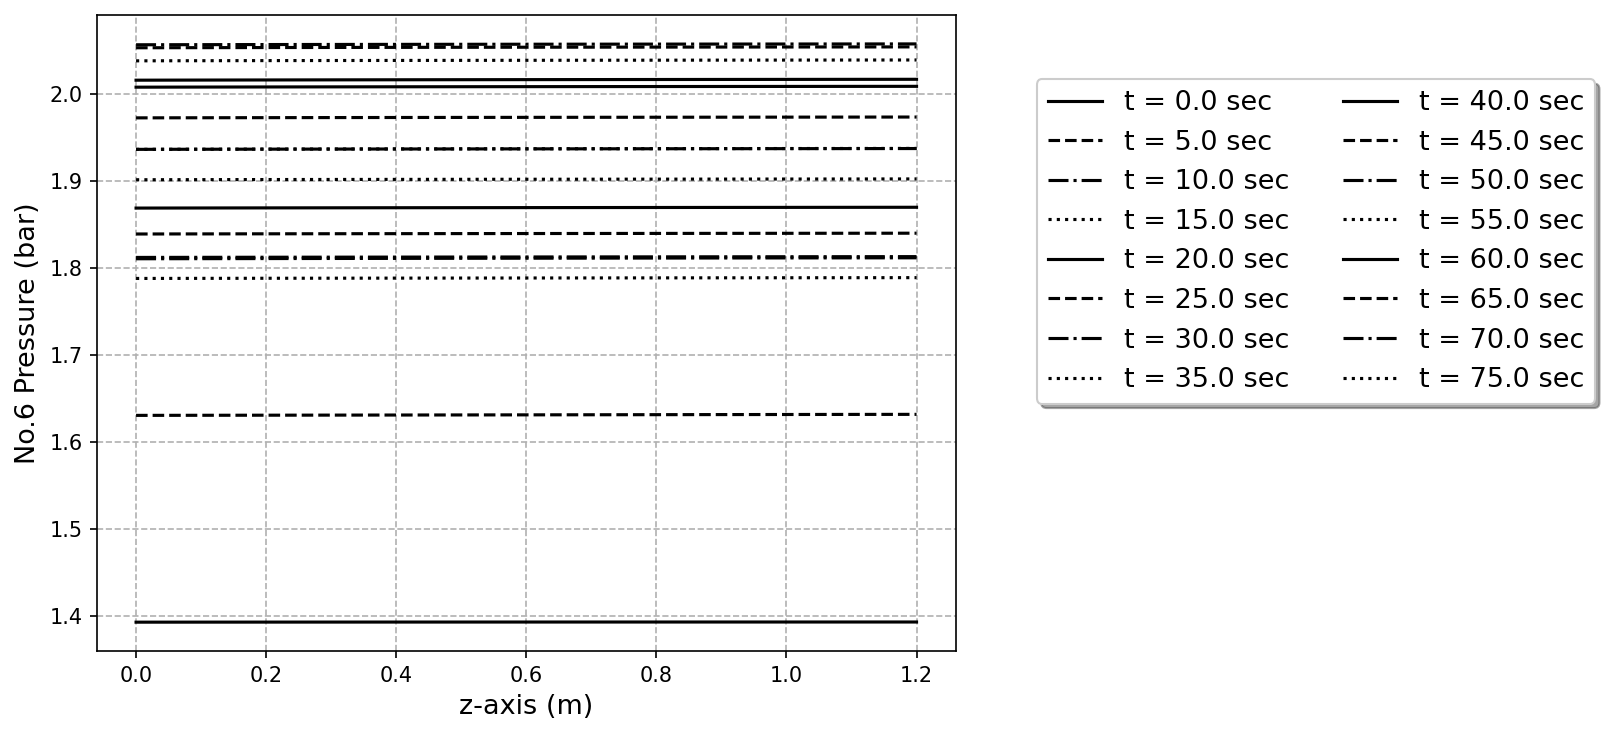 No.6 Pressure (bar)
2.0
1.9
1.8
1.7
1.6
1.5
1.4
0.0 0.2 0.4 0.6 0.8 1.0 1.2
z-axis (m)
t = 0.0 sec
t = 5.0 sec
t = 10.0 sec
t = 15.0 sec
t = 20.0 sec
t = 25.0 sec
t = 30.0 sec
t = 35.0 sec
t = 40.0 sec
t = 45.0 sec
t = 50.0 sec
t = 55.0 sec
t = 60.0 sec
t = 65.0 sec
t = 70.0 sec
t = 75.0 sec